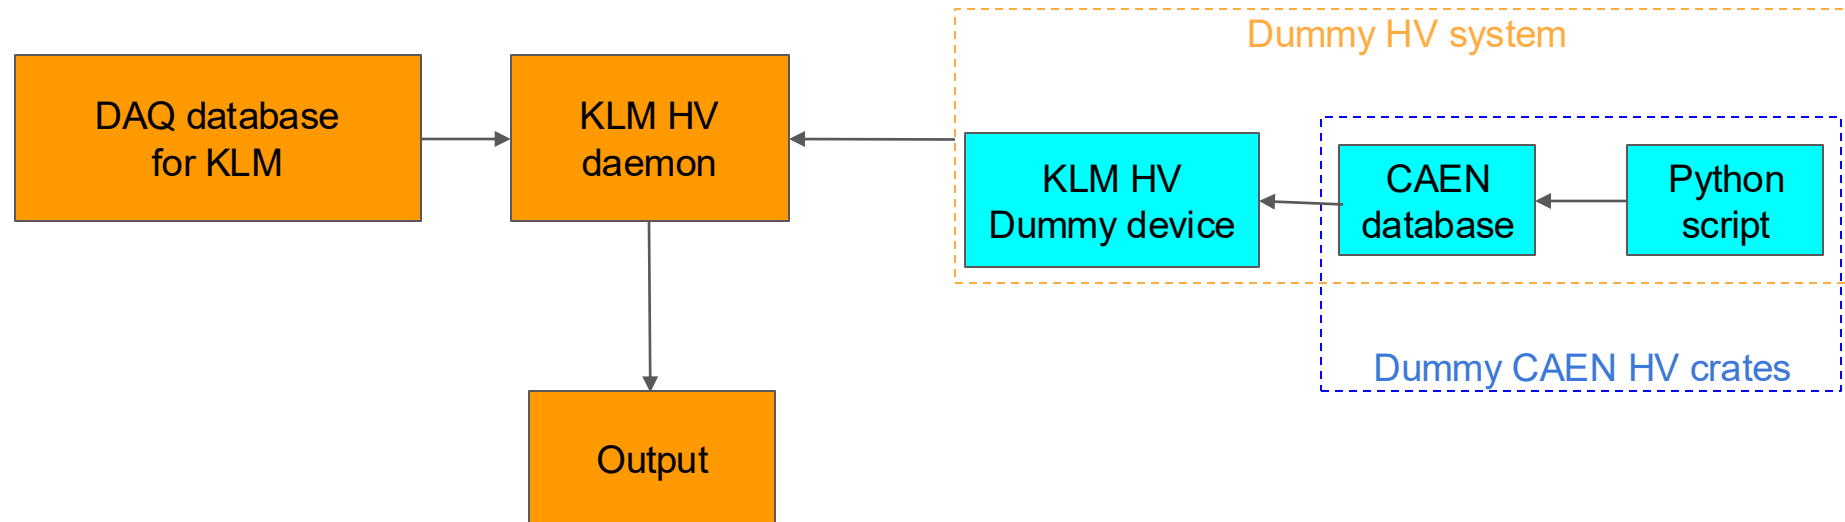 Dummy HV system
DAQ database
for KLM
KLM HV
daemon
KLM HV
Dummy device
CAEN
database
Python
script
Dummy CAEN HV crates
Output